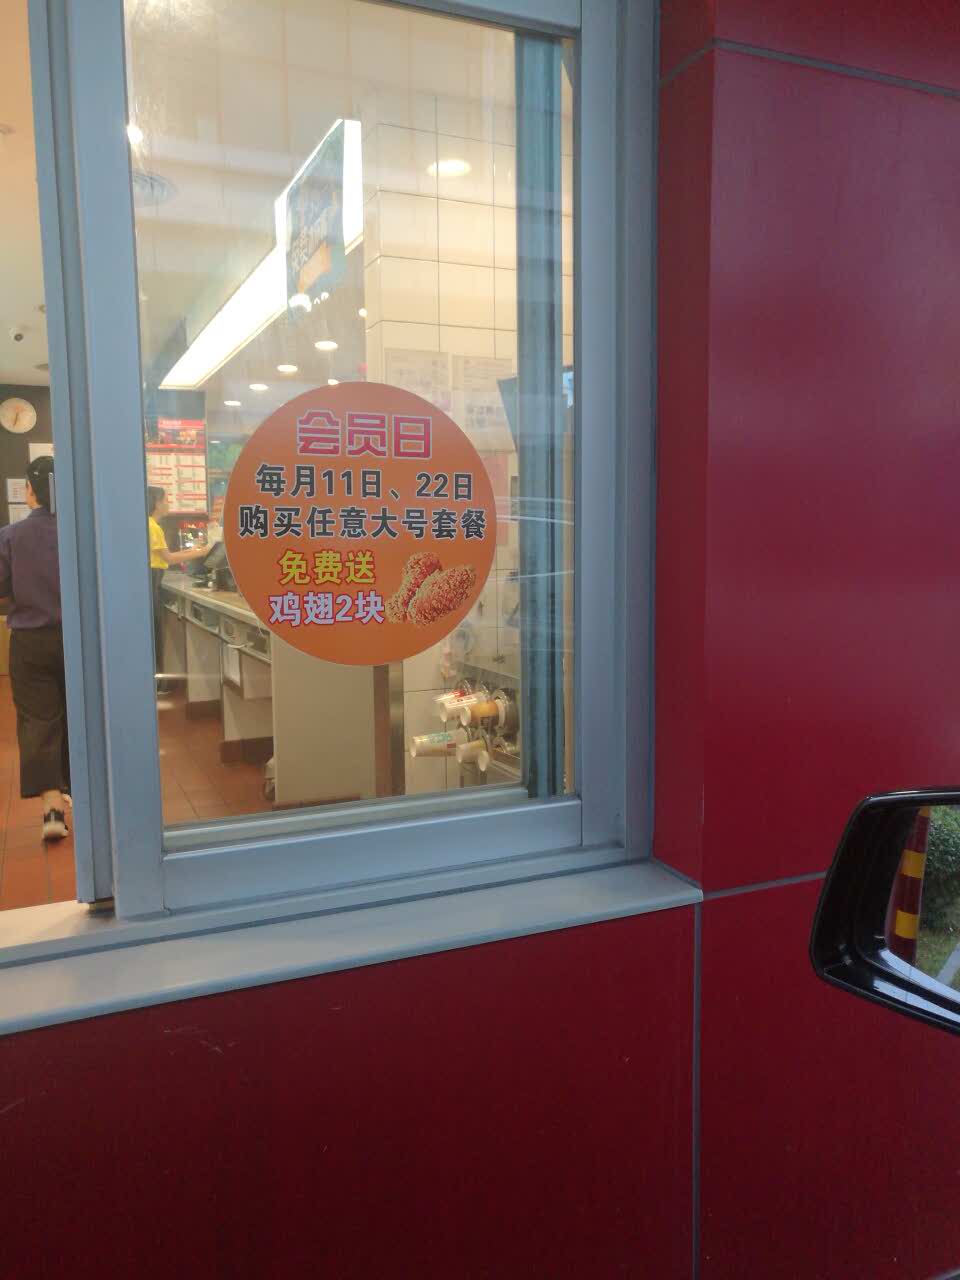 会员日
每月11日、22日
购买任意大号套餐
免费送
鸡翅2块